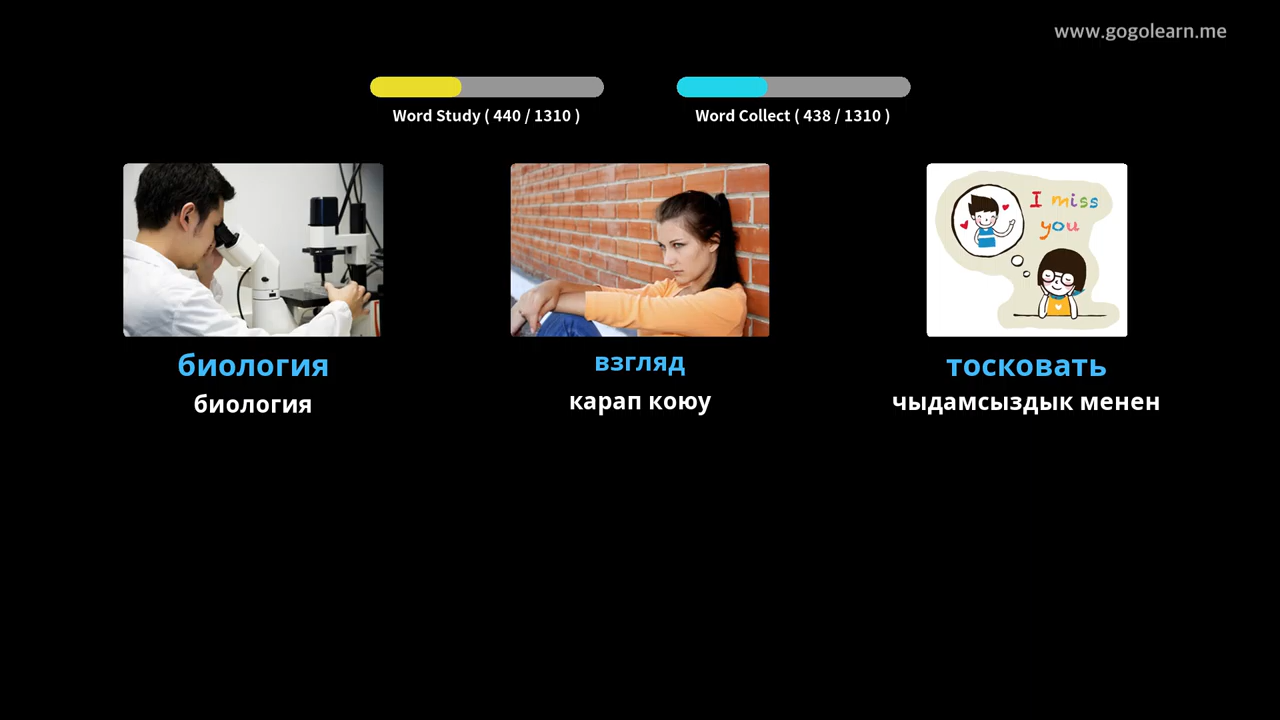 www.gogolearn.me
Word Study ( 440 / 1310 )
Word Collect ( 438 / 1310 )
I miss
you
биология
взгляд
тосковать
биология
карап коюу
чыдамсыздык менен